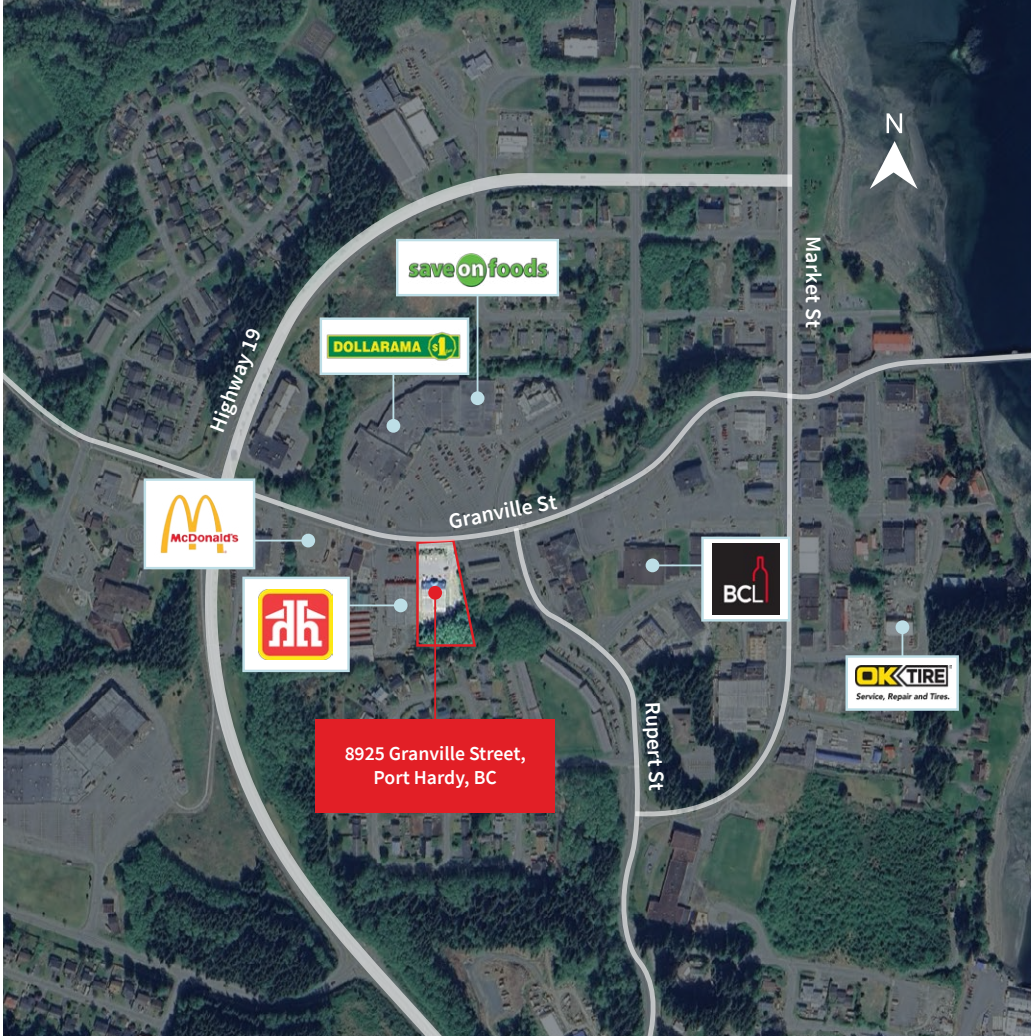 N
Market St
save on foods
DOLLARAMA $1
Highway 19
McDonald's
Granville St
BCL
OK TIRE
Service, Repair and Tires.
Rupert St
8925 Granville Street,
Port Hardy, BC